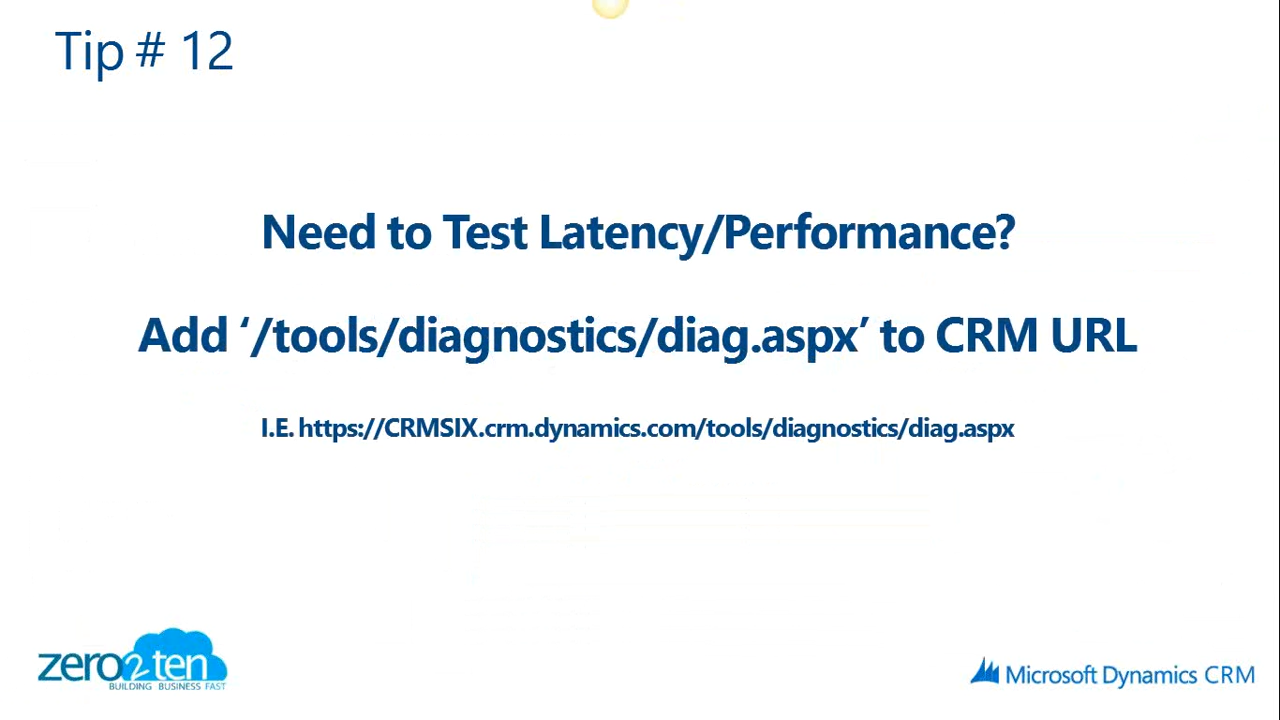 Tip # 12
Need to Test Latency/Performance?
Add ‘/tools/diagnostics/diag.aspx’ to CRM URL
I.E. https://CRMSIX.crm.dynamics.com/tools/diagnostics/diag.aspx
zero2ten
BUILDING BUSINESS FAST
Microsoft Dynamics CRM